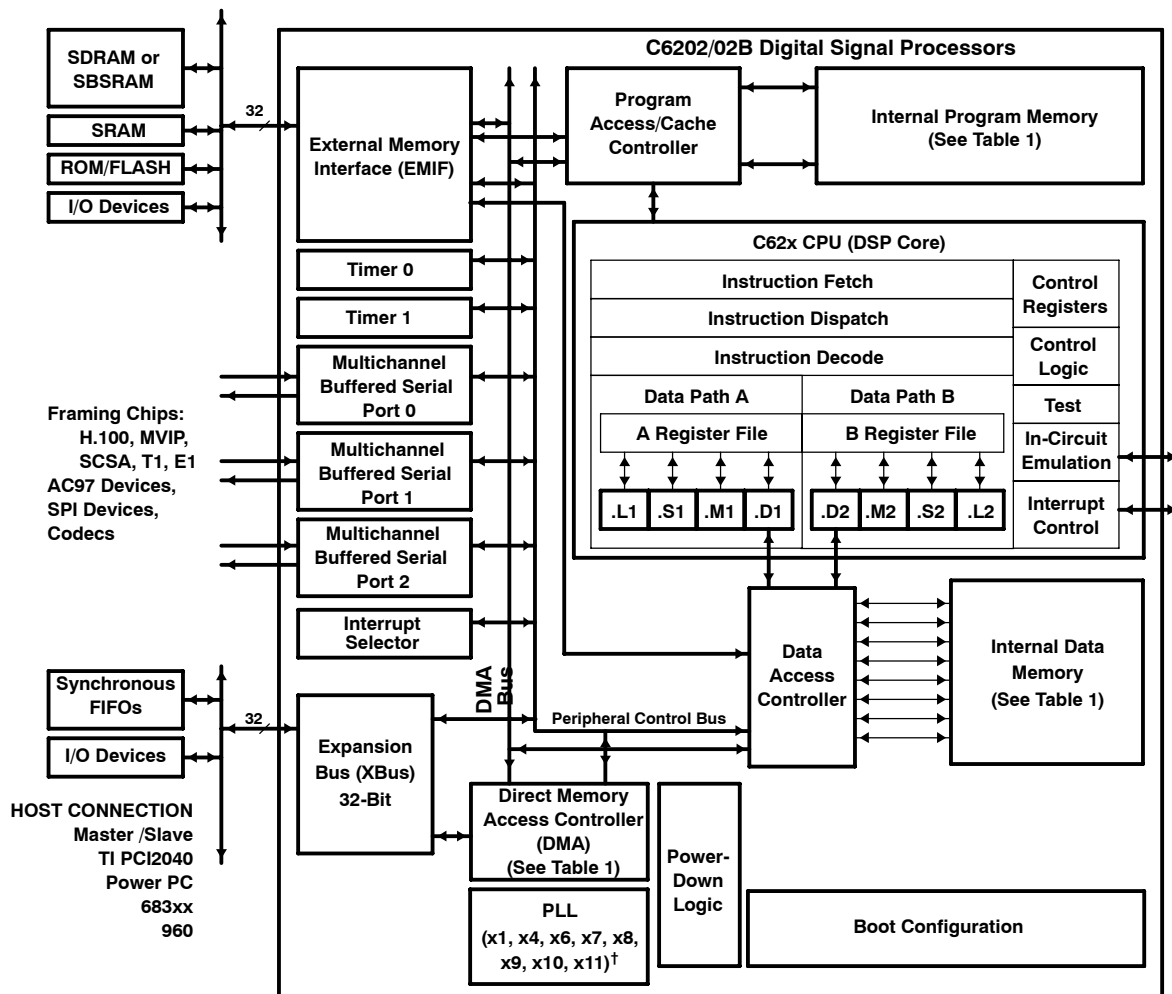 C6202/02B Digital Signal Processors
SDRAM or
SBSRAM
SRAM
ROM/FLASH
I/O Devices
32
External Memory
Interface (EMIF)
Program
Access/Cache
Controller
Internal Program Memory
(See Table 1)
Timer 0
Timer 1
Multichannel
Buffered Serial
Port 0
Multichannel
Buffered Serial
Port 1
Multichannel
Buffered Serial
Port 2
Interrupt
Selector
Framing Chips:
H.100, MVIP,
SCSA, T1, E1
AC97 Devices,
SPI Devices,
Codecs
C62x CPU (DSP Core)
Instruction Fetch
Instruction Dispatch
Instruction Decode
Data Path A
Data Path B
A Register File
B Register File
.L1 .S1 .M1 .D1
.D2 .M2 .S2 .L2
Control
Registers
Control
Logic
Test
In-Circuit
Emulation
Interrupt
Control
Synchronous
FIFOs
I/O Devices
32
HOST CONNECTION
Master /Slave
TI PCI2040
Power PC
683xx
960
Expansion
Bus (XBus)
32-Bit
DMA
Bus
Peripheral Control Bus
Data
Access
Controller
Internal Data
Memory
(See Table 1)
Direct Memory
Access Controller
(DMA)
(See Table 1)
PLL
(x1, x4, x6, x7, x8,
x9, x10, x11)†
Power-
Down
Logic
Boot Configuration